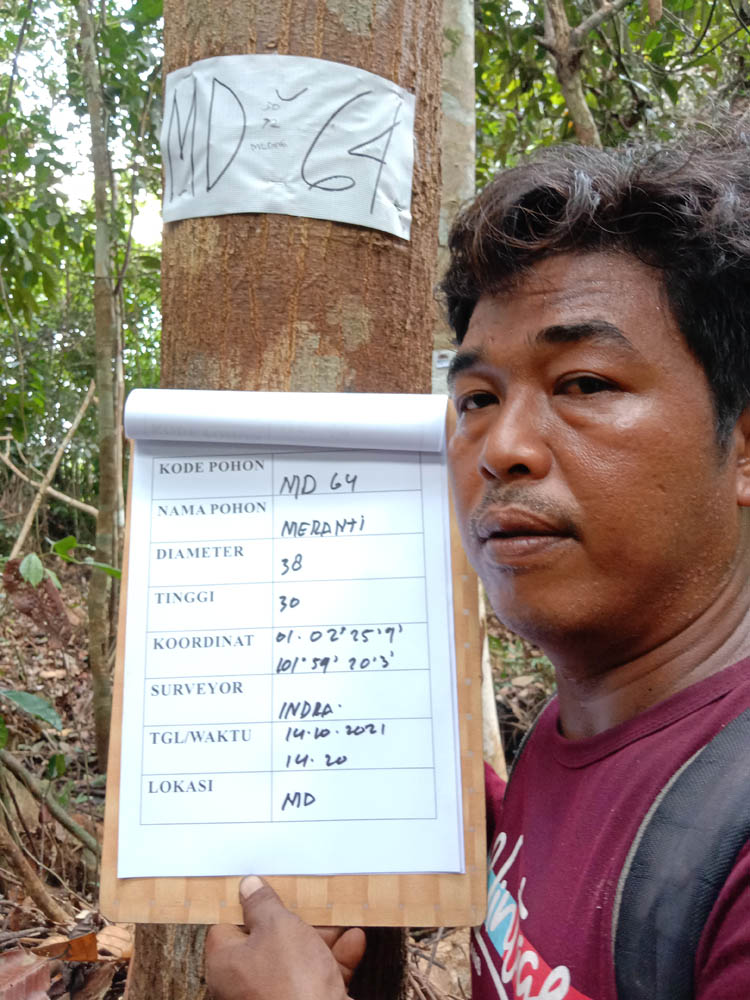 MD 64
KODE POHON MD 64
NAMA POHON MERANTI
DIAMETER 38
TINGGI 30
KOORDINAT 01.02°25'9'
101°59' 20'3'
SURVEYOR INDRA.
TGL/WAKTU 14.10.2021
14.20
LOKASI MD